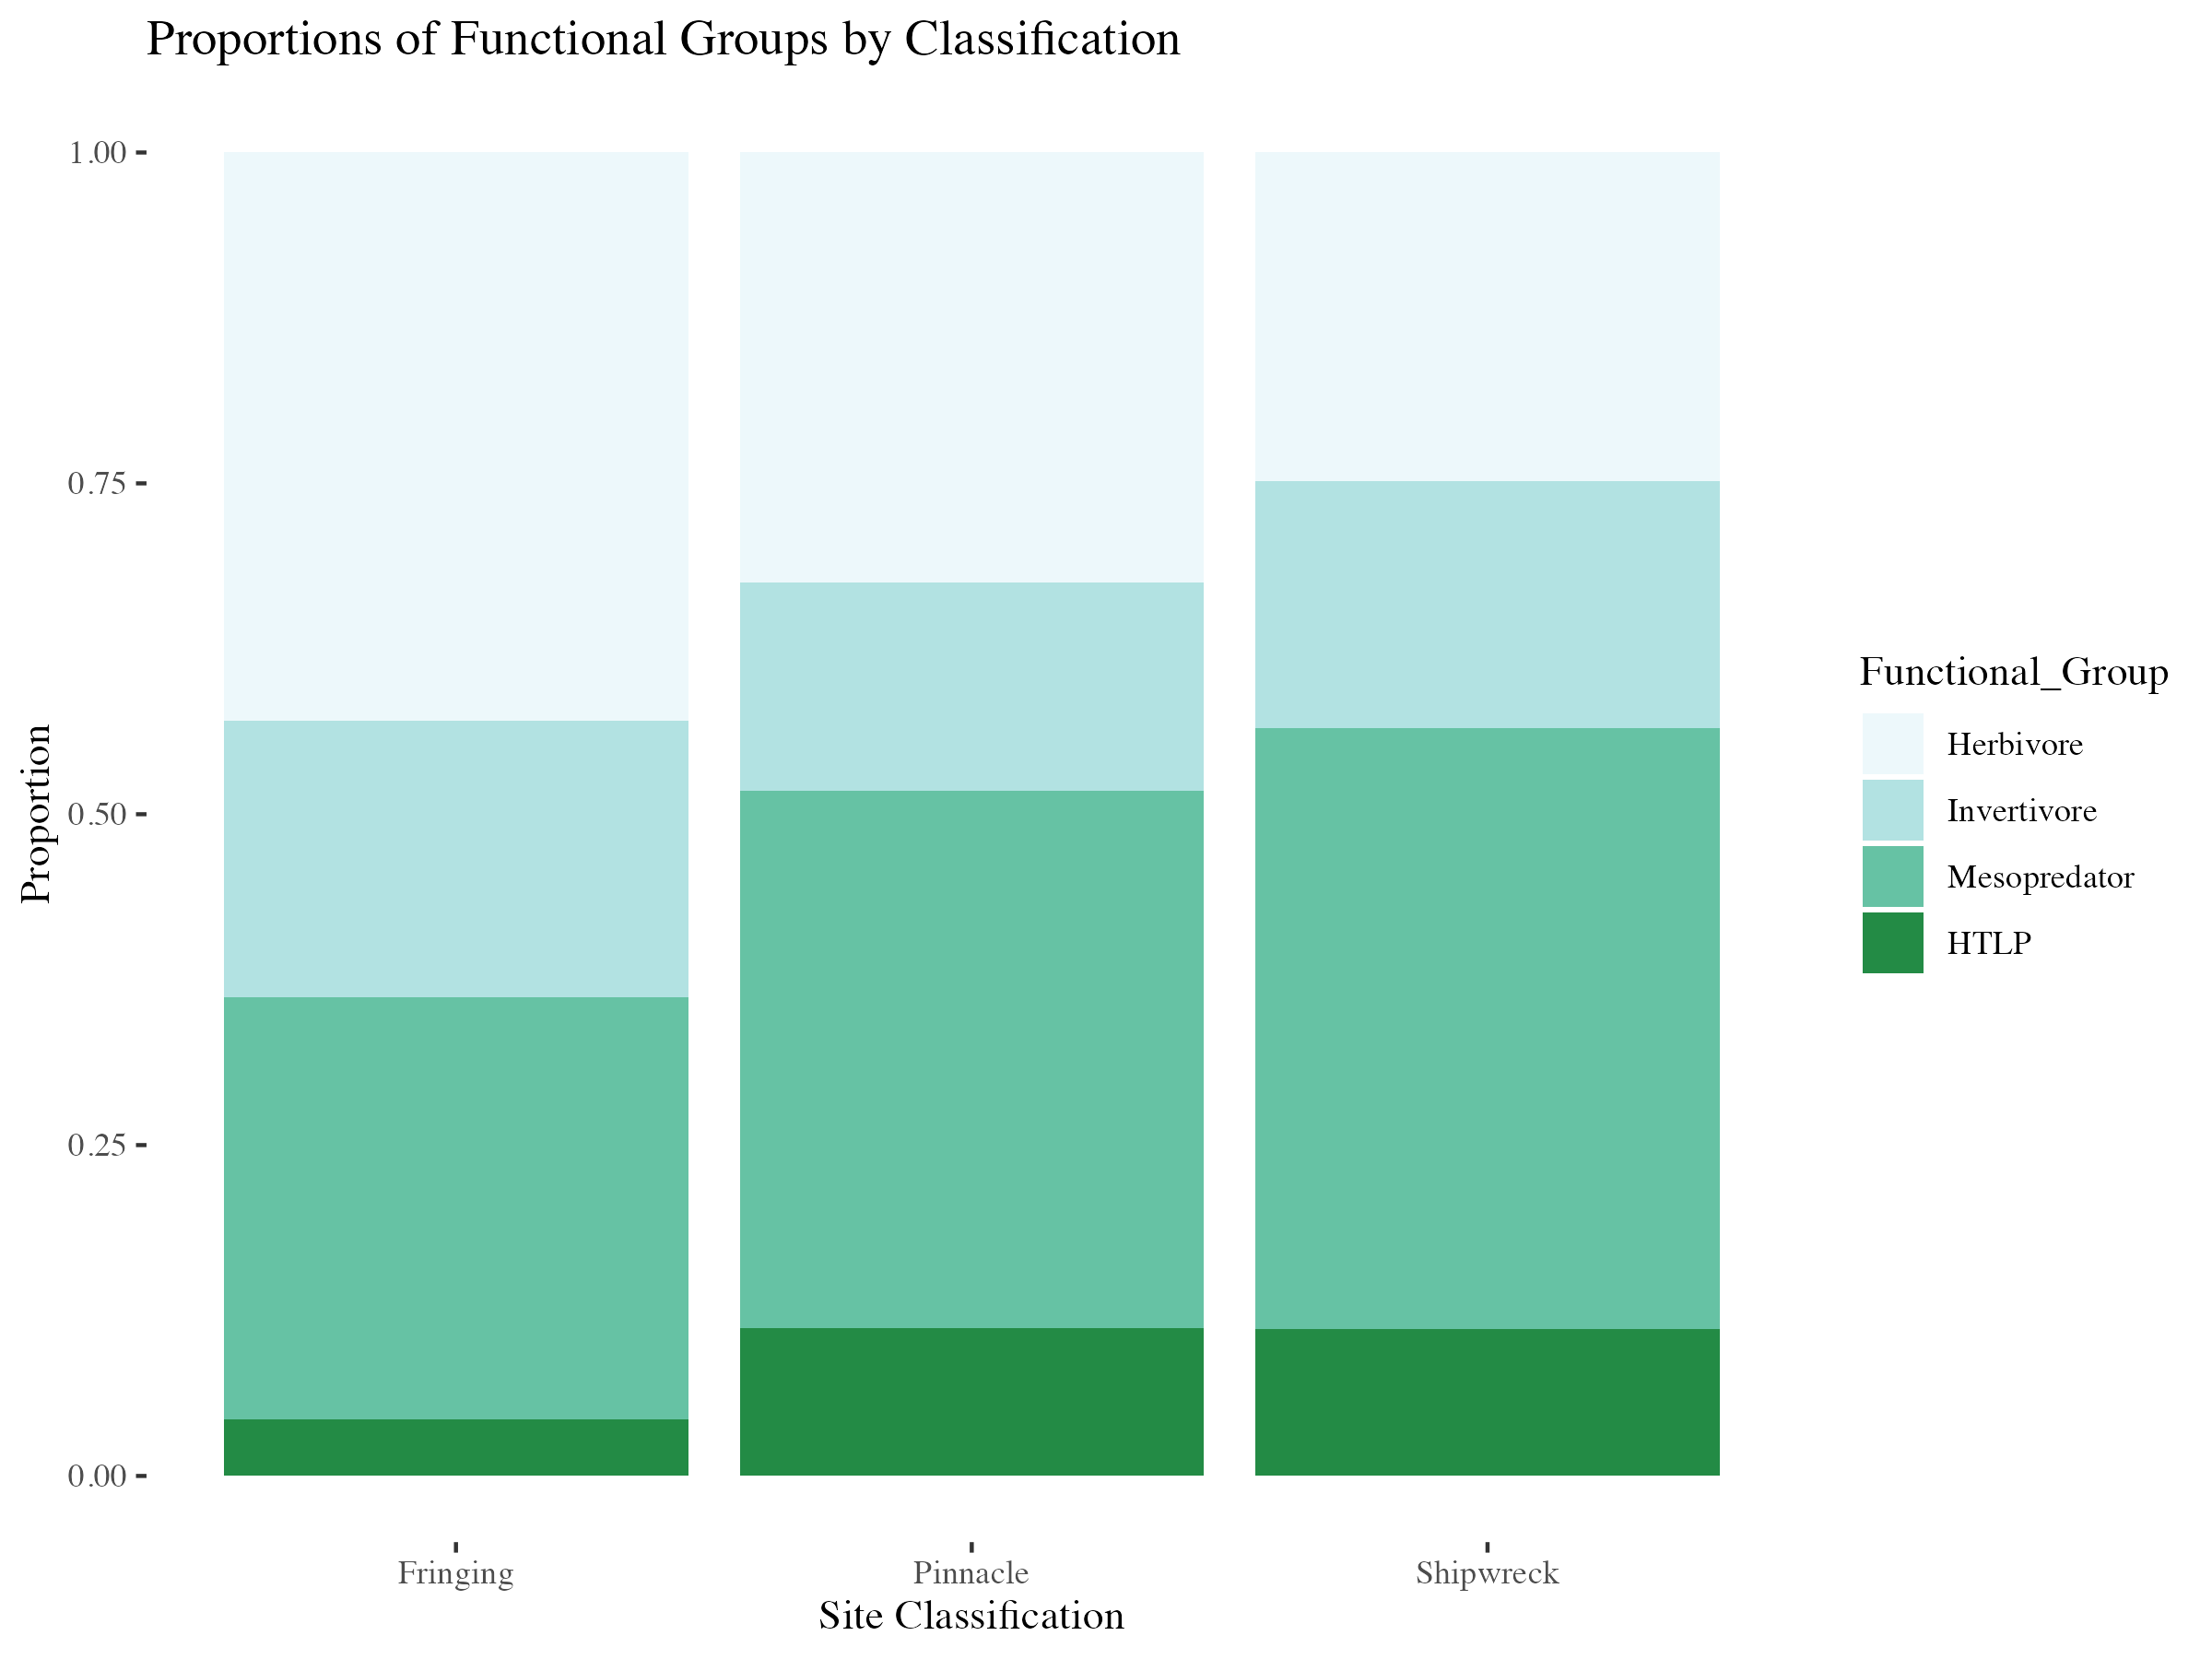 Proportions of Functional Groups by Classification
1.00
0.75
0.50
0.25
0.00
Proportion
Fringing
Pinnacle
Shipwreck
Site Classification
Functional_Group
Herbivore
Invertivore
Mesopredator
HTLP